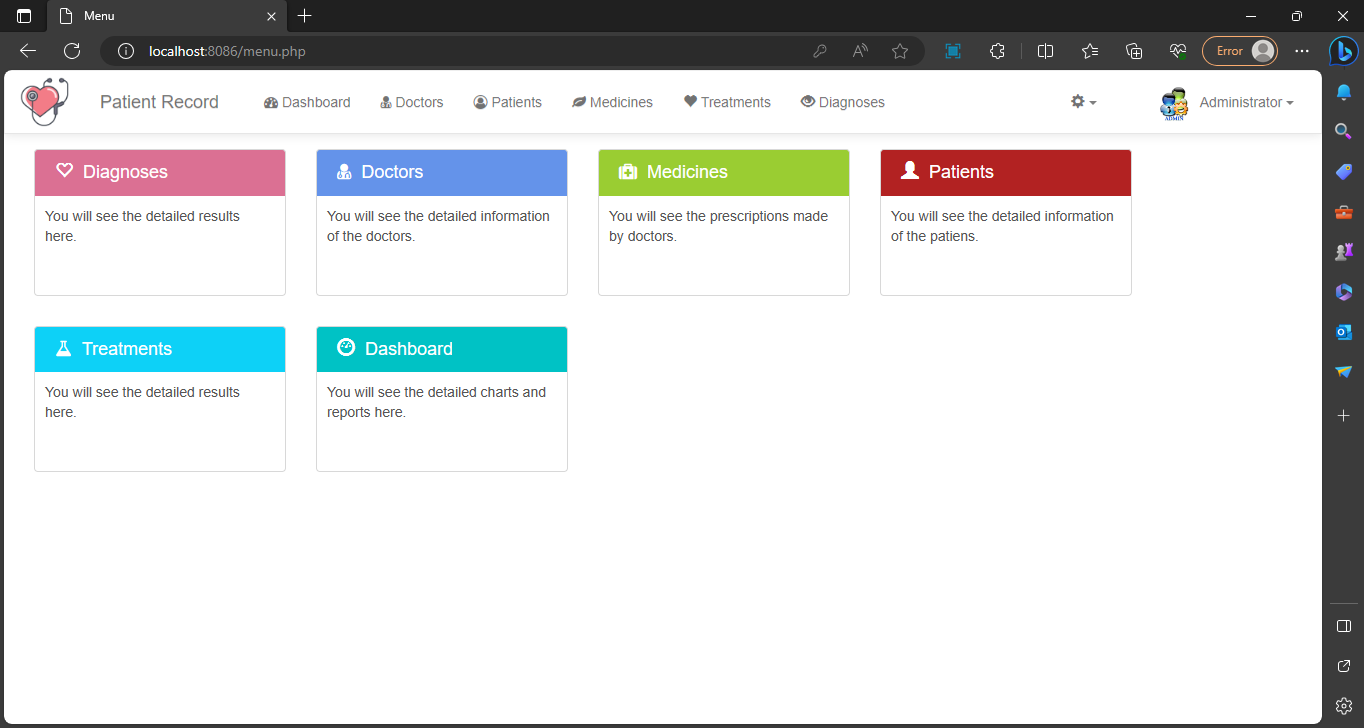 Menu
localhost:8086/menu.php
Error
Patient Record
Dashboard
Doctors
Patients
Medicines
Treatments
Diagnoses
ADMIN
Administrator
Diagnoses
You will see the detailed results
here.
Doctors
You will see the detailed information
of the doctors.
Medicines
You will see the prescriptions made
by doctors.
Patients
You will see the detailed information
of the patiens.
Treatments
You will see the detailed results
here.
Dashboard
You will see the detailed charts and
reports here.